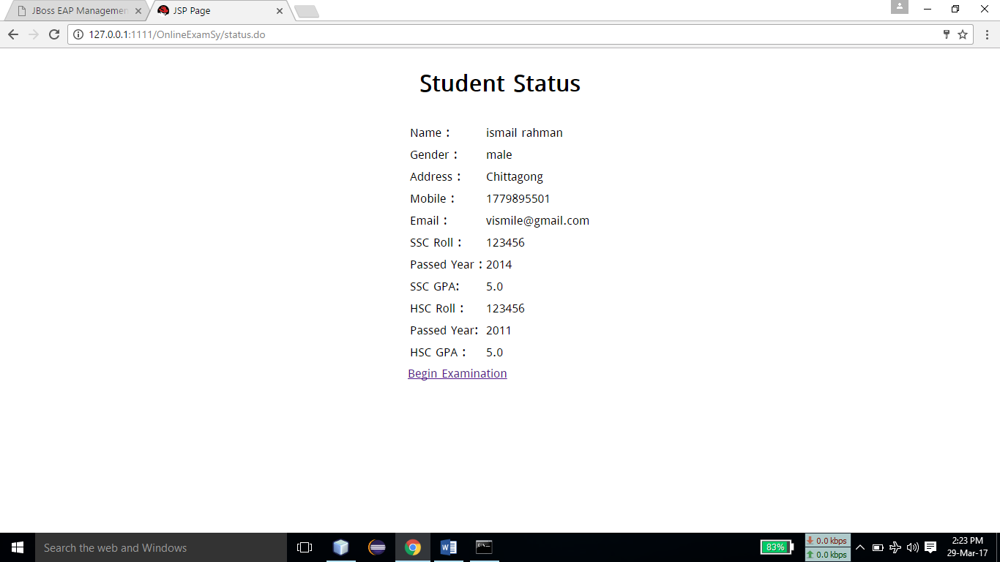 JBoss EAP Managemen
JSP Page
127.0.0.1:1111/OnlineExamSy/status.do
Student Status
Name : ismail rahman
Gender : male
Address : Chittagong
Mobile : 1779895501
Email : vismile@gmail.com
SSC Roll : 123456
Passed Year : 2014
SSC GPA: 5.0
HSC Roll : 123456
Passed Year: 2011
HSC GPA : 5.0
Begin Examination
Search the web and Windows
83%
0.0 kbps
0.0 kbps
2:23 PM
29-Mar-17